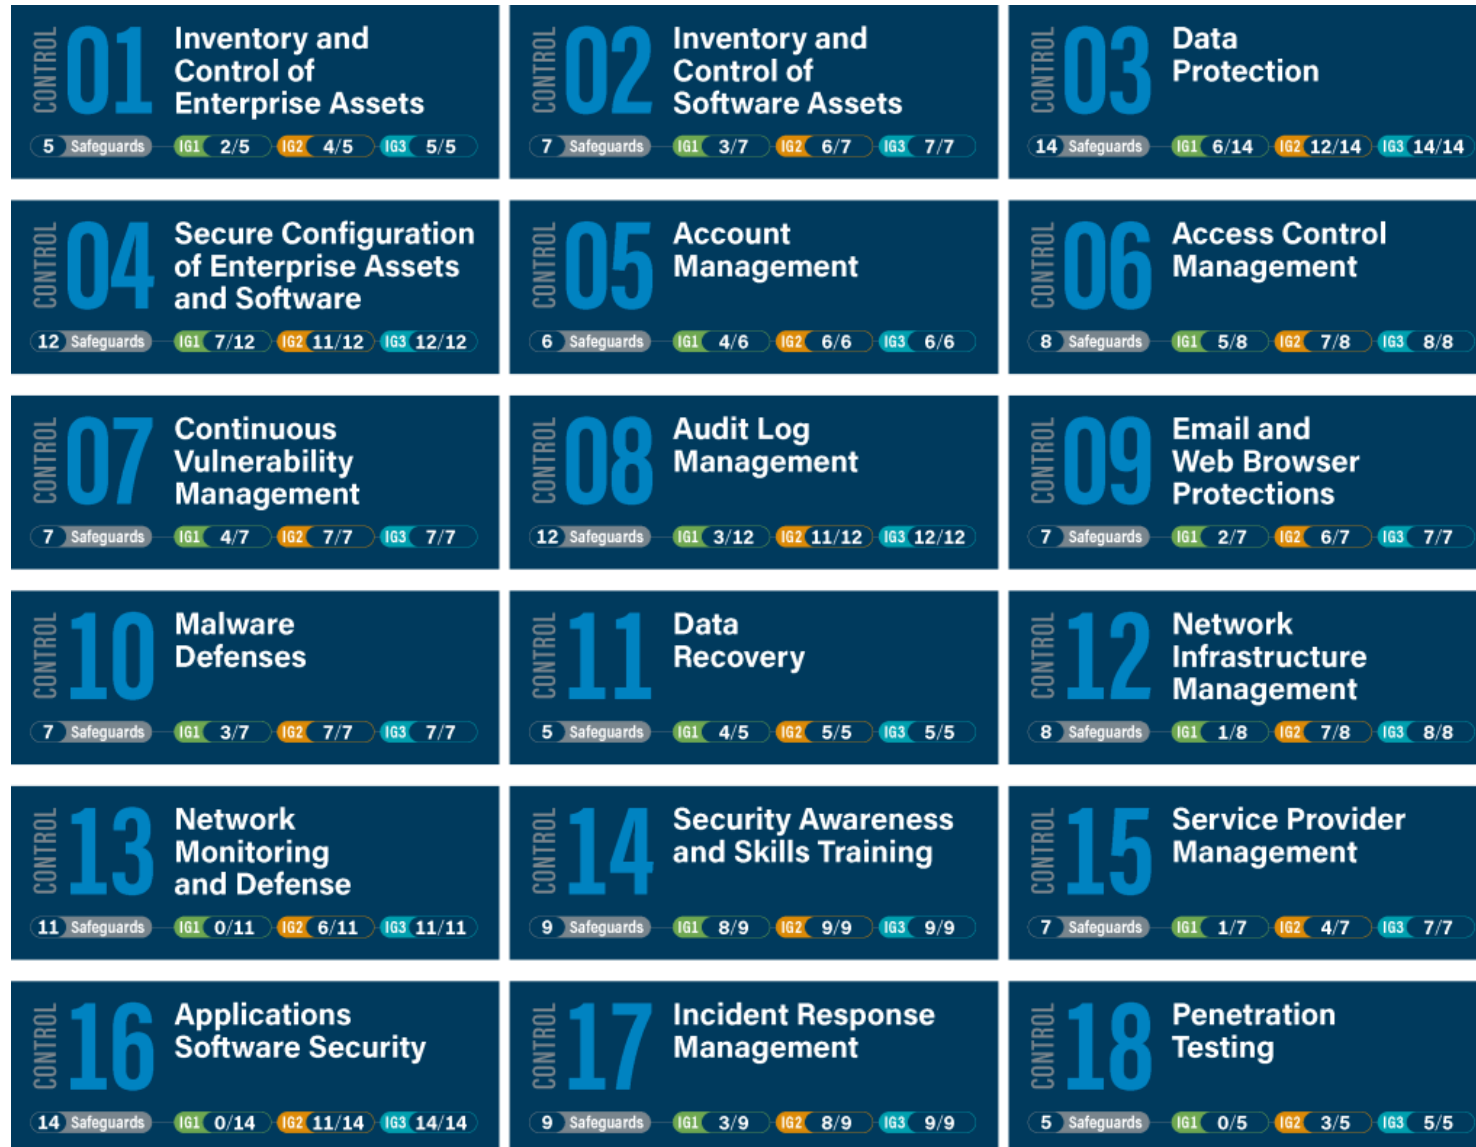 CONTROL 01 Inventory and
Control of
Enterprise Assets
5 Safeguards IG1 2/5 IG2 4/5 IG3 5/5
CONTROL 02 Inventory and
Control of
Software Assets
7 Safeguards IG1 3/7 IG2 6/7 IG3 7/7
CONTROL 03 Data
Protection
14 Safeguards IG1 6/14 IG2 12/14 IG3 14/14
CONTROL 04 Secure Configuration
of Enterprise Assets
and Software
12 Safeguards IG1 7/12 IG2 11/12 IG3 12/12
CONTROL 05 Account
Management
6 Safeguards IG1 4/6 IG2 6/6 IG3 6/6
CONTROL 06 Access Control
Management
8 Safeguards IG1 5/8 IG2 7/8 IG3 8/8
CONTROL 07 Continuous
Vulnerability
Management
7 Safeguards IG1 4/7 IG2 7/7 IG3 7/7
CONTROL 08 Audit Log
Management
12 Safeguards IG1 3/12 IG2 11/12 IG3 12/12
CONTROL 09 Email and
Web Browser
Protections
7 Safeguards IG1 2/7 IG2 6/7 IG3 7/7
CONTROL 10 Malware
Defenses
7 Safeguards IG1 3/7 IG2 7/7 IG3 7/7
CONTROL 11 Data
Recovery
5 Safeguards IG1 4/5 IG2 5/5 IG3 5/5
CONTROL 12 Network
Infrastructure
Management
8 Safeguards IG1 1/8 IG2 7/8 IG3 8/8
CONTROL 13 Network
Monitoring
and Defense
11 Safeguards IG1 0/11 IG2 6/11 IG3 11/11
CONTROL 14 Security Awareness
and Skills Training
9 Safeguards IG1 8/9 IG2 9/9 IG3 9/9
CONTROL 15 Service Provider
Management
7 Safeguards IG1 1/7 IG2 4/7 IG3 7/7
CONTROL 16 Applications
Software Security
14 Safeguards IG1 0/14 IG2 11/14 IG3 14/14
CONTROL 17 Incident Response
Management
9 Safeguards IG1 3/9 IG2 8/9 IG3 9/9
CONTROL 18 Penetration
Testing
5 Safeguards IG1 0/5 IG2 3/5 IG3 5/5